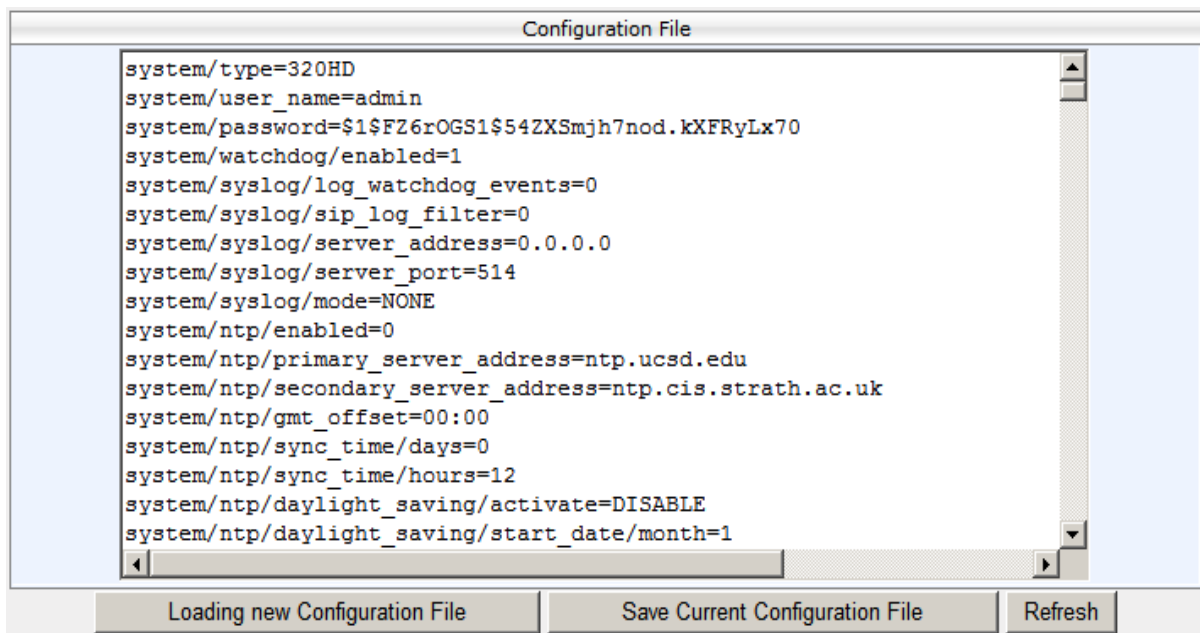 Configuration File
system/type=320HD
system/user_name=admin
system/password=$1$FZ6rOGS1$54ZXSmjh7nod.kXFRyLx70
system/watchdog/enabled=1
system/syslog/log_watchdog_events=0
system/syslog/sip_log_filter=0
system/syslog/server_address=0.0.0.0
system/syslog/server_port=514
system/syslog/mode=NONE
system/ntp/enabled=0
system/ntp/primary_server_address=ntp.ucsd.edu
system/ntp/secondary_server_address=ntp.cis.strath.ac.uk
system/ntp/gmt_offset=00:00
system/ntp/sync_time/days=0
system/ntp/sync_time/hours=12
system/ntp/daylight_saving/activate=DISABLE
system/ntp/daylight_saving/start_date/month=1
Loading new Configuration File
Save Current Configuration File
Refresh